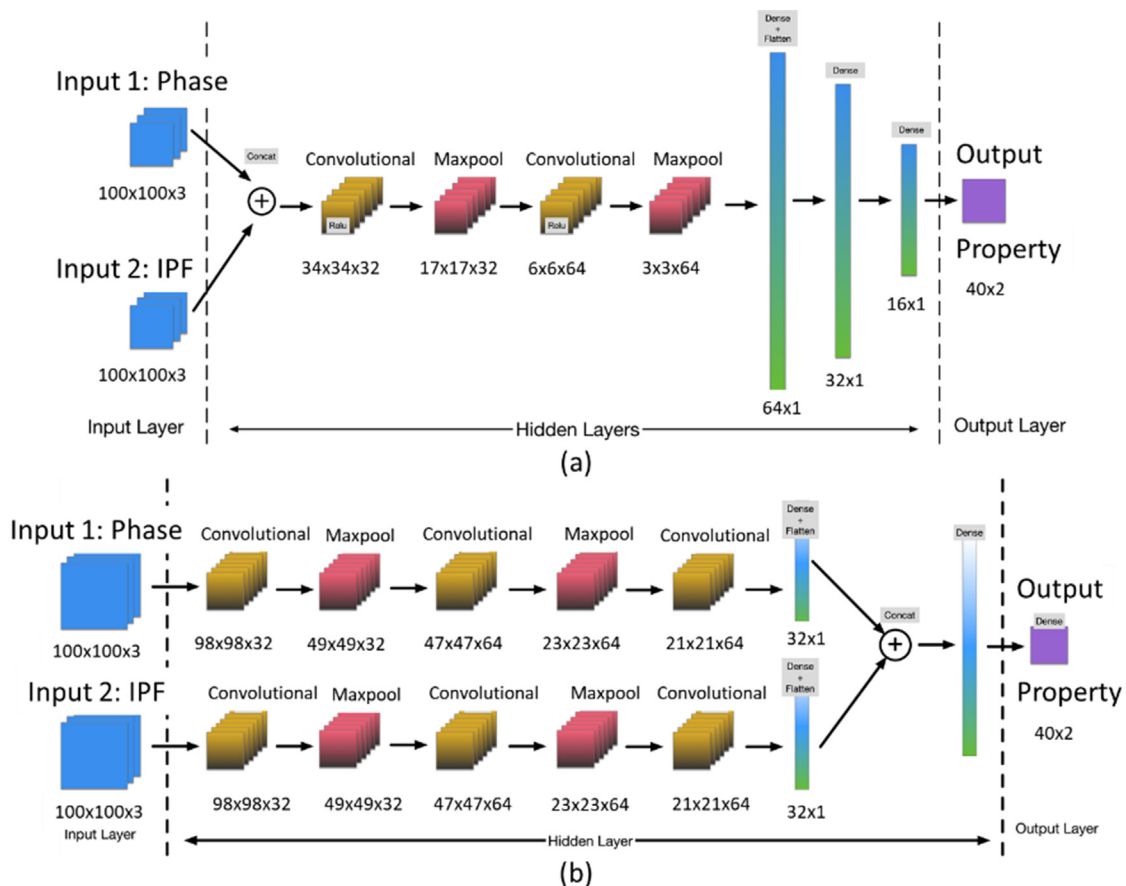 (a)
Dense
+
Flatten
Input 1: Phase
100x100x3
Concat
Input 2: IPF
100x100x3
Convolutional
Relu
34x34x32
Maxpool
17x17x32
Convolutional
Relu
6x6x64
Maxpool
3x3x64
64x1
Dense
32x1
Dense
16x1
Output
Property
40x2
Input Layer
Hidden Layers
Output Layer
(a)
Input 1: Phase
100x100x3
Convolutional
98x98x32
Maxpool
49x49x32
Convolutional
47x47x64
Maxpool
23x23x64
Convolutional
21x21x64
Dense
+
Flatten
32x1
Input 2: IPF
100x100x3
Convolutional
98x98x32
Maxpool
49x49x32
Convolutional
47x47x64
Maxpool
23x23x64
Convolutional
21x21x64
Dense
+
Flatten
32x1
Concat
Dense
Output
Dense
Property
40x2
Input Layer
Hidden Layer
Output Layer
(b)